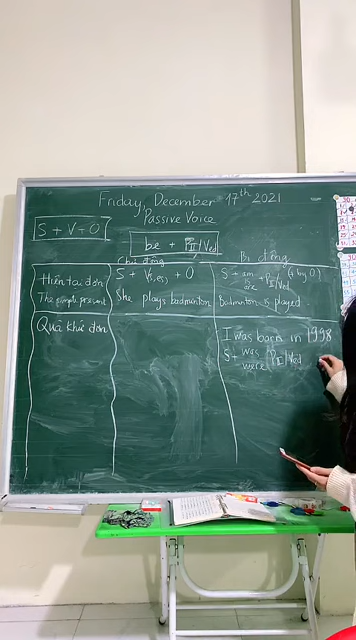 Friday, December 17th 2021
Passive Voice
S + V + O
be + PII/Ved
Chủ động
Bị động
Hiện tại đơn
The simple present
S + V(s,es) + O
She plays badminton
S + am/is/are + PII/Ved (+ by O)
Badminton is played
Quá khứ đơn
I was born in 1998
S + was/were + PII/Ved